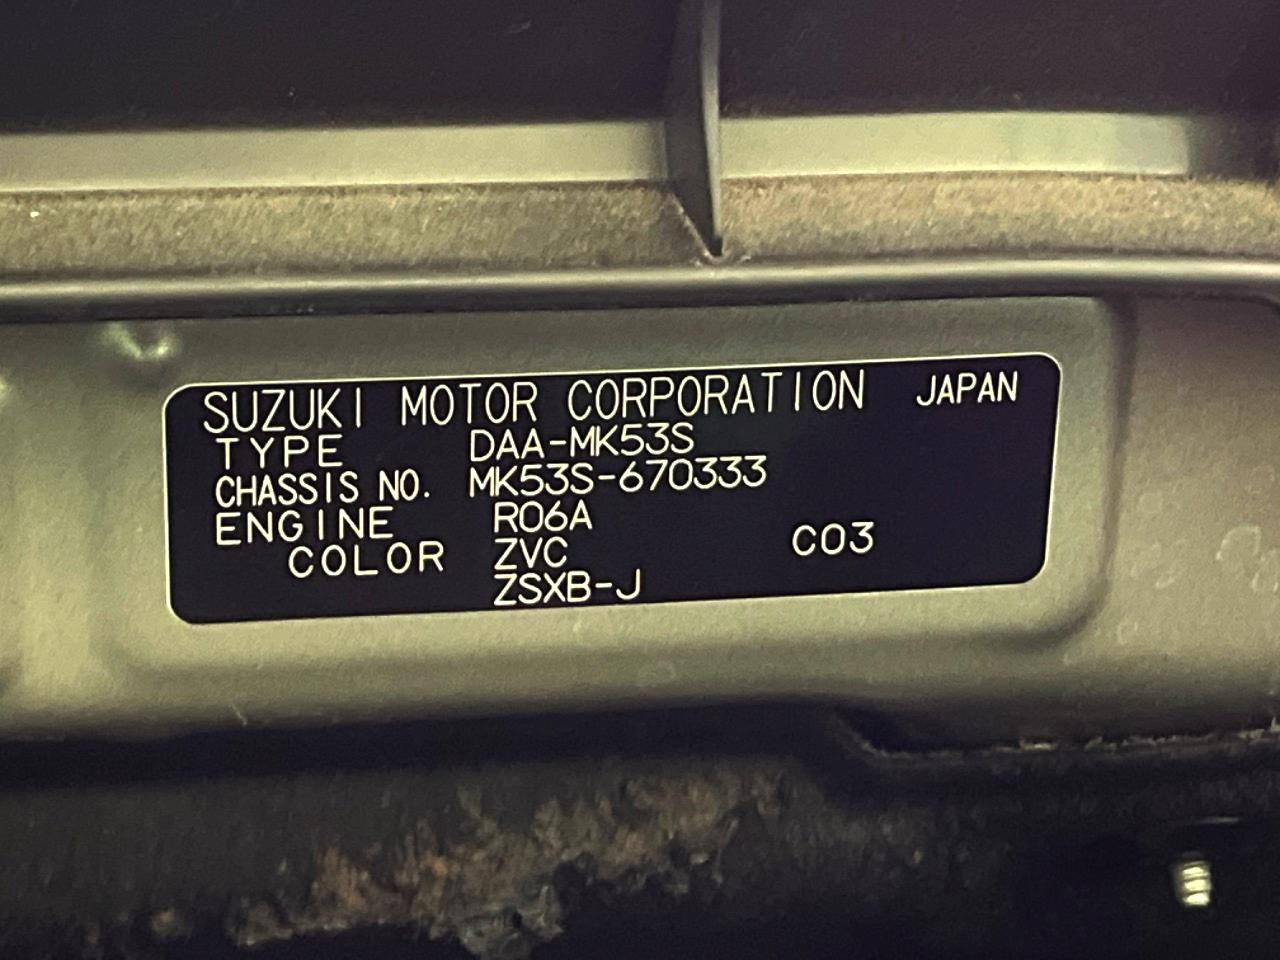 SUZUKI MOTOR CORPORATION JAPAN
TYPE DAA-MK53S
CHASSIS NO. MK53S-670333
ENGINE R06A
COLOR ZVC C03
ZSXB-J